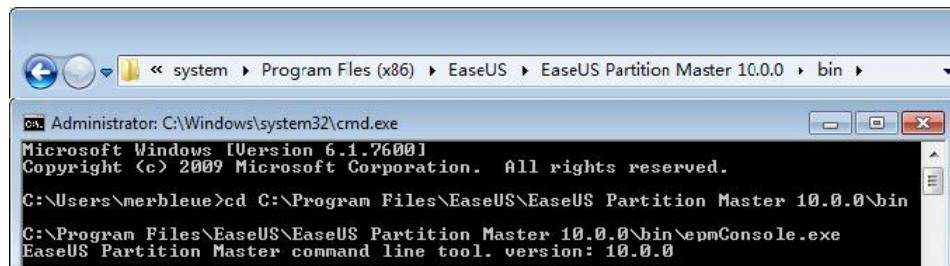 « system ▸ Program Files (x86) ▸ EaseUS ▸ EaseUS Partition Master 10.0.0 ▸ bin ▸
Administrator: C:\Windows\system32\cmd.exe
Microsoft Windows [Version 6.1.7600]
Copyright (c) 2009 Microsoft Corporation.  All rights reserved.
C:\Users\merbleue>cd C:\Program Files\EaseUS\EaseUS Partition Master 10.0.0\bin
C:\Program Files\EaseUS\EaseUS Partition Master 10.0.0\bin\epmConsole.exe
EaseUS Partition Master command line tool. version: 10.0.0